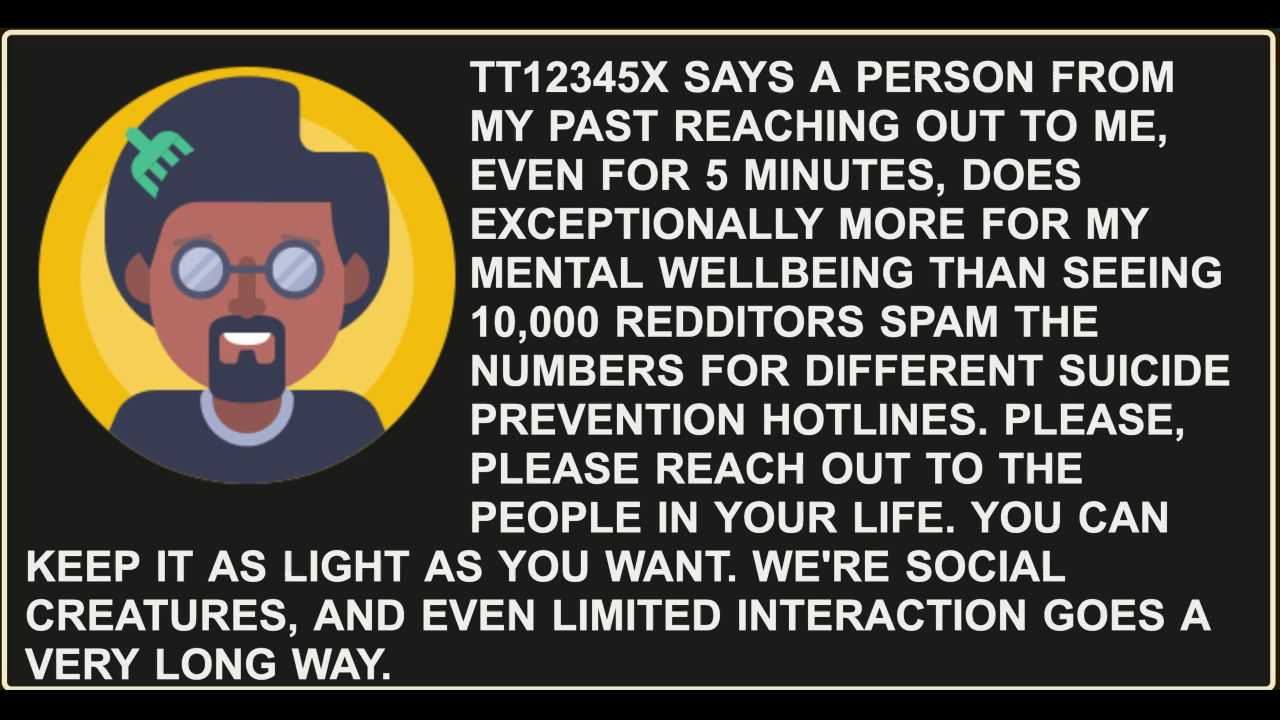 TT12345X SAYS A PERSON FROM
MY PAST REACHING OUT TO ME,
EVEN FOR 5 MINUTES, DOES
EXCEPTIONALLY MORE FOR MY
MENTAL WELLBEING THAN SEEING
10,000 REDDITORS SPAM THE
NUMBERS FOR DIFFERENT SUICIDE
PREVENTION HOTLINES. PLEASE,
PLEASE REACH OUT TO THE
PEOPLE IN YOUR LIFE. YOU CAN
KEEP IT AS LIGHT AS YOU WANT. WE'RE SOCIAL
CREATURES, AND EVEN LIMITED INTERACTION GOES A
VERY LONG WAY.